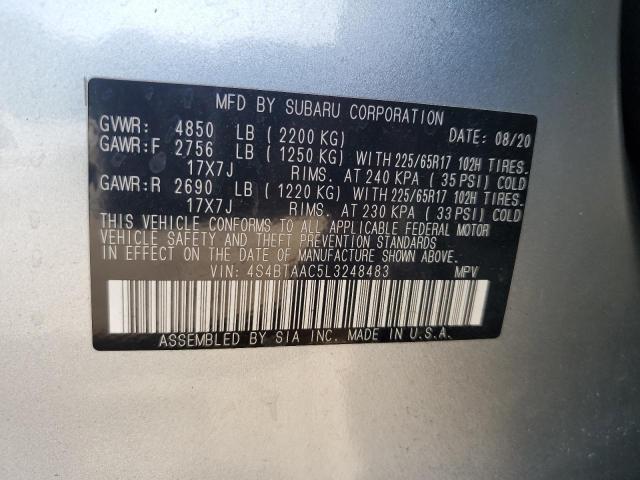 MFD BY SUBARU CORPORATION
GVWR: 4850 LB ( 2200 KG) DATE: 08/20
GAWR:F 2756 LB ( 1250 KG) WITH 225/65R17 102H TIRES.
17X7J RIMS. AT 240 KPA ( 35 PSI) COLD
GAWR:R 2690 LB ( 1220 KG) WITH 225/65R17 102H TIRES.
17X7J RIMS. AT 230 KPA ( 33 PSI) COLD
THIS VEHICLE CONFORMS TO ALL APPLICABLE FEDERAL MOTOR
VEHICLE SAFETY AND THEFT PREVENTION STANDARDS
IN EFFECT ON THE DATE OF MANUFACTURE SHOWN ABOVE.
VIN: 4S4BTAAC5L3248483 MPV
ASSEMBLED BY SIA INC. MADE IN U.S.A.